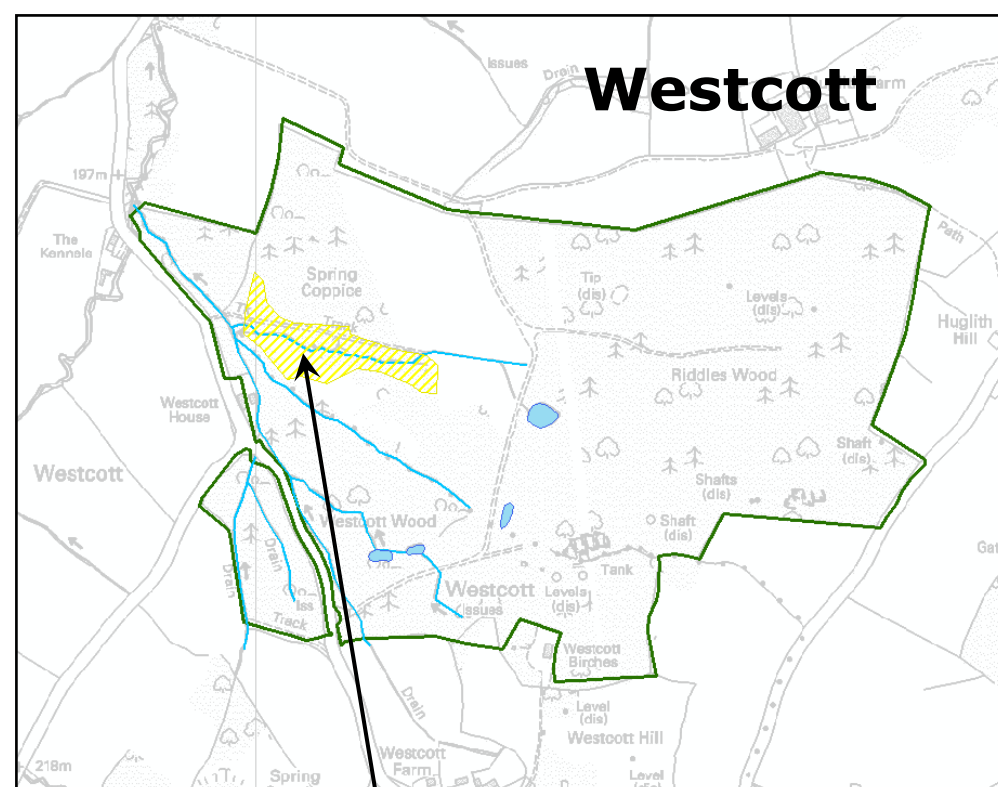 Westcott
Issues
Drain
Farm
197m
The
Kennels
Path
Spring
Coppice
Tip
(dis)
Levels
(dis)
Huglith
Hill
Track
Riddles Wood
Westcott
House
Westcott
Shaft
(dis)
Shafts
(dis)
Westcott Wood
Shaft
(dis)
Drain
Drain
Tank
Westcott
Issues
Levels
(dis)
Iss
Track
Westcott
Birches
Drain
Level
(dis)
Westcott Hill
Westcott
Farm
218m
Spring
Level
(dis)